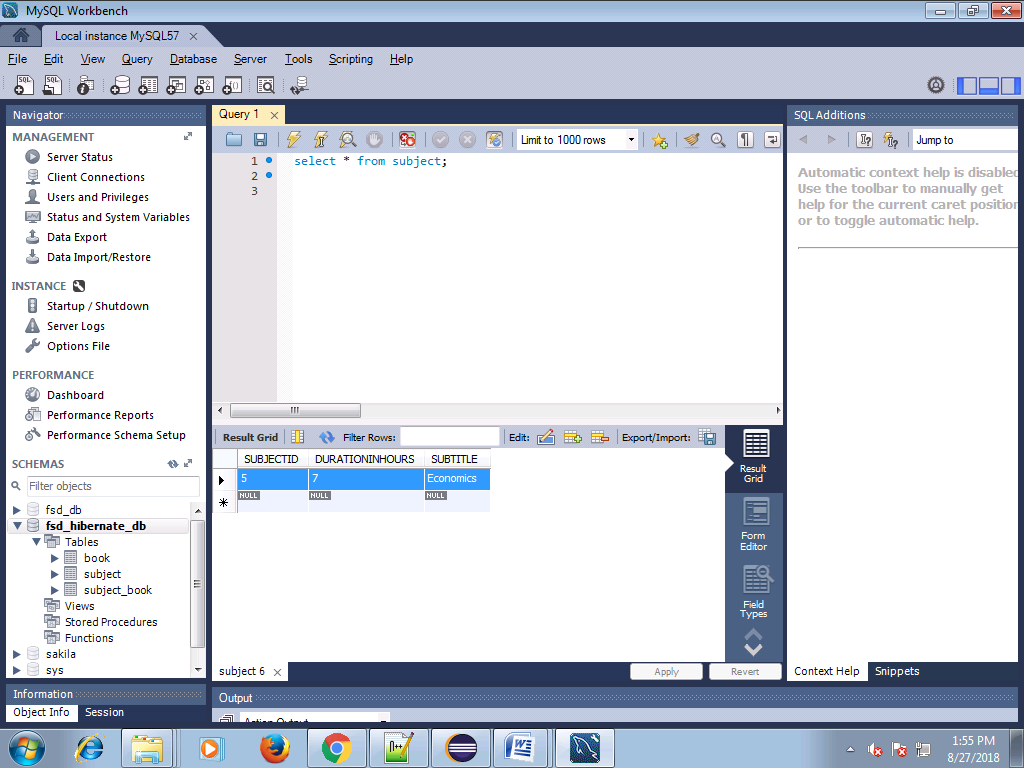 MySQL Workbench
Local instance MySQL57
File Edit View Query Database Server Tools Scripting Help
Navigator
MANAGEMENT
Server Status
Client Connections
Users and Privileges
Status and System Variables
Data Export
Data Import/Restore
INSTANCE
Startup / Shutdown
Server Logs
Options File
PERFORMANCE
Dashboard
Performance Reports
Performance Schema Setup
SCHEMAS
Filter objects
fsd_db
fsd_hibernate_db
Tables
book
subject
subject_book
Views
Stored Procedures
Functions
sakila
sys
Information
Object Info Session
Query 1
Limit to 1000 rows
1 select * from subject;
2
3
Result Grid Filter Rows: Edit: Export/Import:
SUBJECTID DURATIONINHOURS SUBTITLE
5 7 Economics
NULL NULL NULL
Result
Grid
Form
Editor
Field
Types
subject 6
Apply Revert
Output
Action Output
SQL Additions
Jump to
Automatic context help is disabled
Use the toolbar to manually get
help for the current caret position
or to toggle automatic help.
Context Help Snippets
1:55 PM
8/27/2018